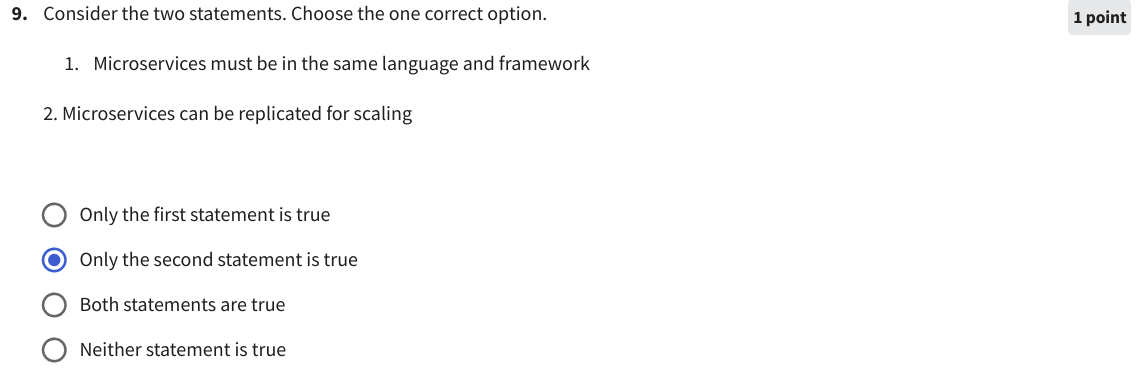 9. Consider the two statements. Choose the one correct option.
1 point
1. Microservices must be in the same language and framework
2. Microservices can be replicated for scaling
Only the first statement is true
Only the second statement is true
Both statements are true
Neither statement is true